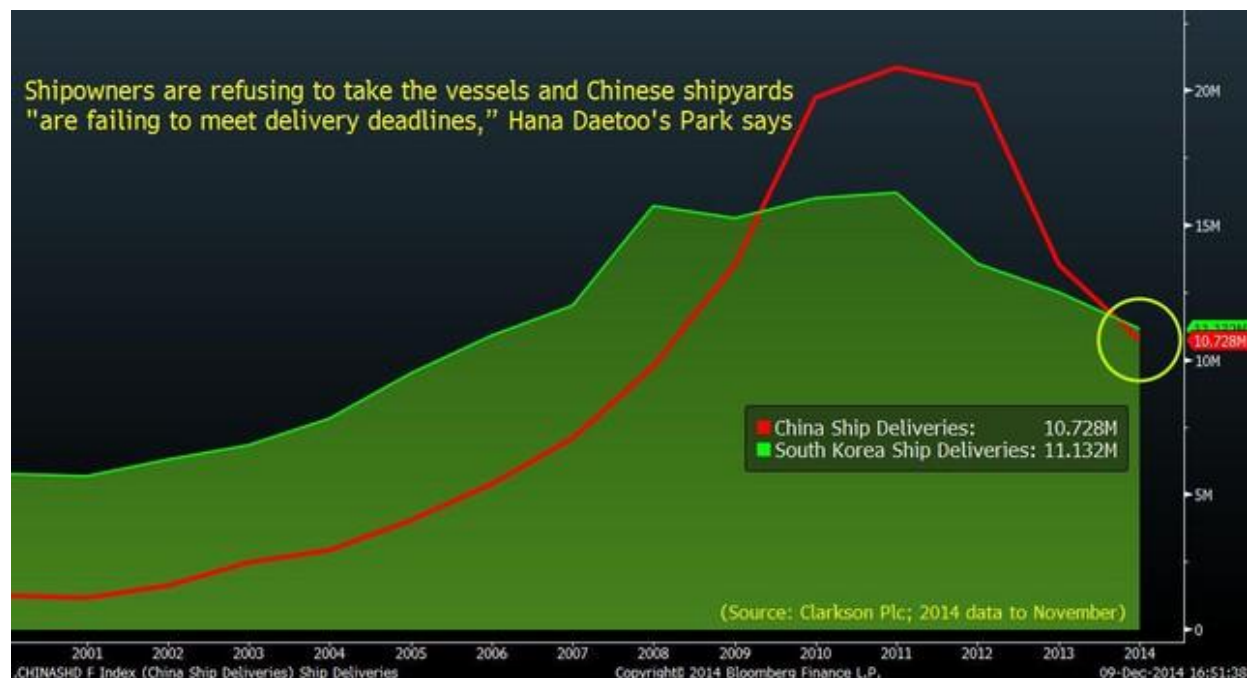 Shipowners are refusing to take the vessels and Chinese shipyards
"are failing to meet delivery deadlines,” Hana Daetoo's Park says
20M
15M
10.728M
10M
China Ship Deliveries: 10.728M
South Korea Ship Deliveries: 11.132M
5M
(Source: Clarkson Plc; 2014 data to November)
0
2001 2002 2003 2004 2005 2006 2007 2008 2009 2010 2011 2012 2013 2014
.CHINASHD F Index (China Ship Deliveries) Ship Deliveries Copyright© 2014 Bloomberg Finance L.P. 09-Dec-2014 16:51:38